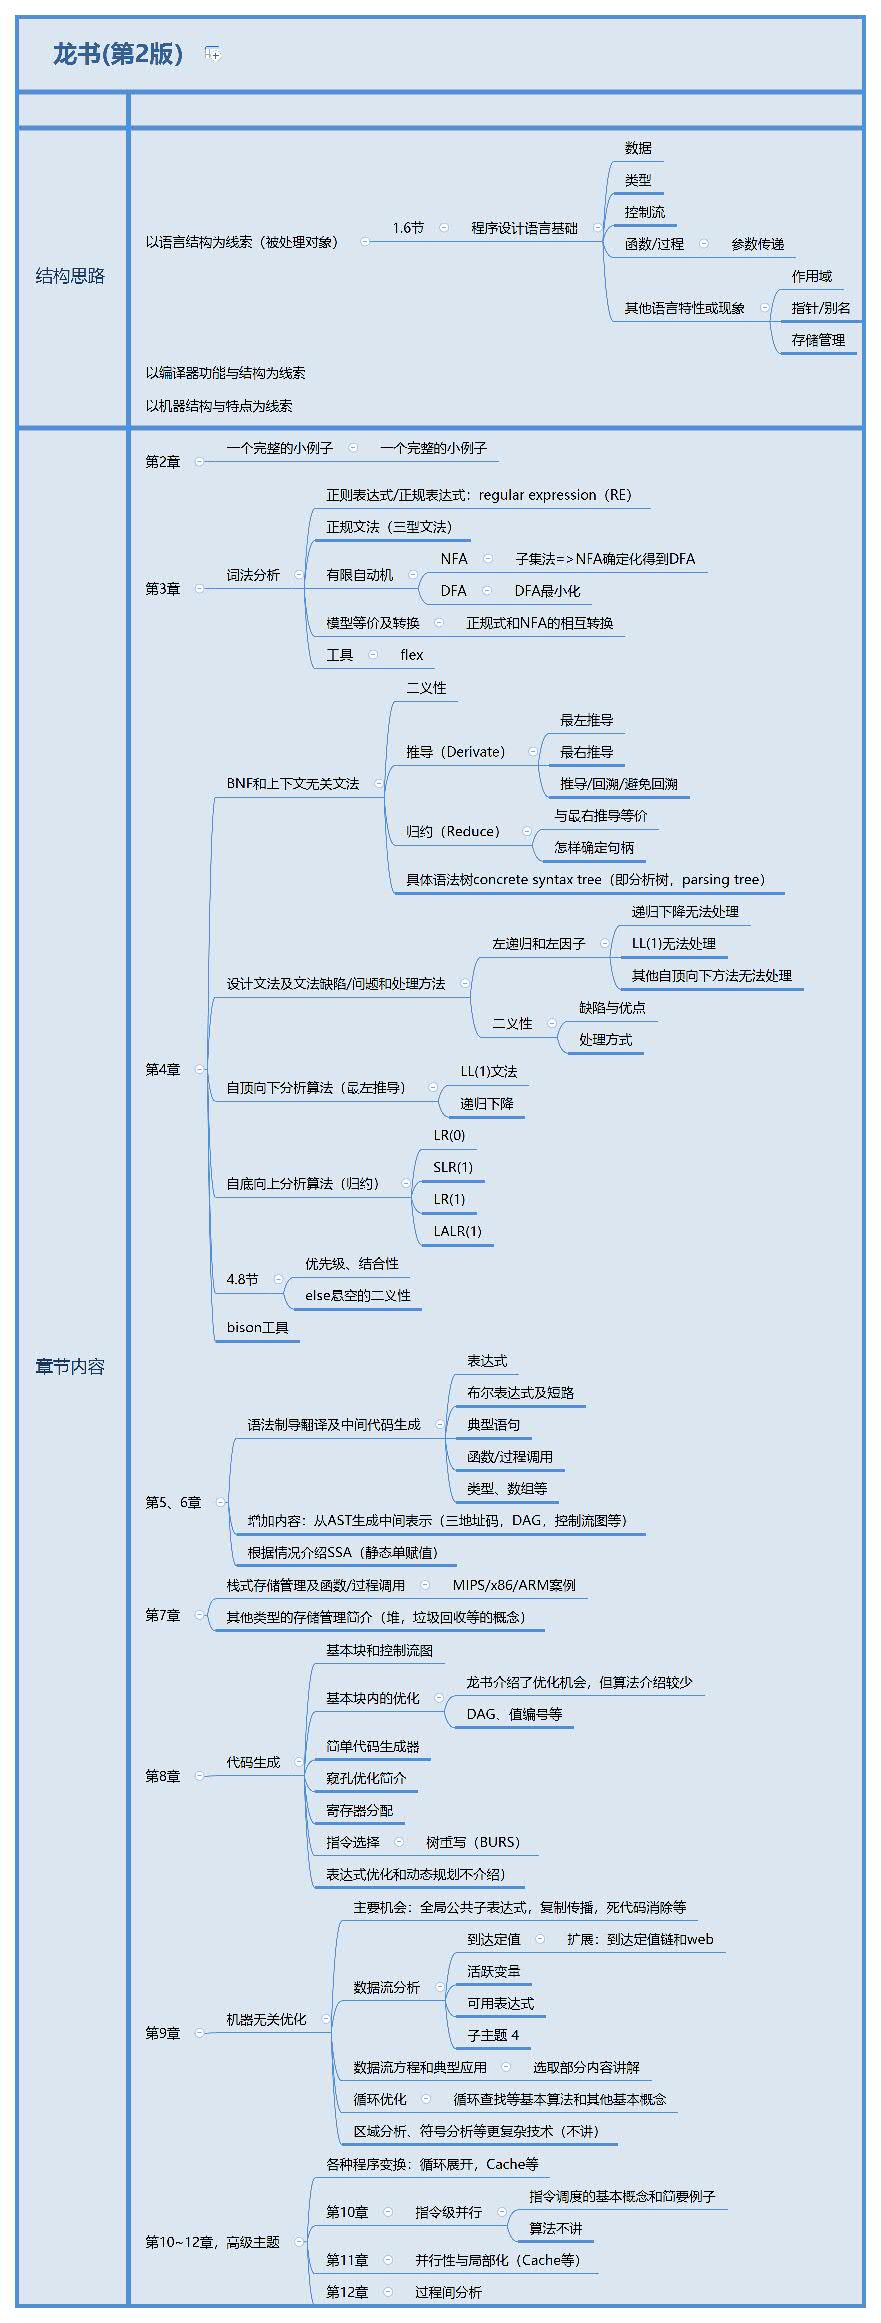 龙书(第2版)
结构思路
以语言结构为线索（被处理对象）
1.6节
程序设计语言基础
数据
类型
控制流
函数/过程
参数传递
其他语言特性或现象
作用域
指针/别名
存储管理
以编译器功能与结构为线索
以机器结构与特点为线索
章节内容
第2章
一个完整的小例子
一个完整的小例子
第3章
词法分析
正则表达式/正规表达式：regular expression（RE）
正规文法（三型文法）
有限自动机
NFA
子集法=>NFA确定化得到DFA
DFA
DFA最小化
模型等价及转换
正规式和NFA的相互转换
工具
flex
第4章
BNF和上下文无关文法
二义性
推导（Derivate）
最左推导
最右推导
推导/回溯/避免回溯
归约（Reduce）
与最右推导等价
怎样确定句柄
具体语法树concrete syntax tree（即分析树，parsing tree）
设计文法及文法缺陷/问题和处理方法
左递归和左因子
递归下降无法处理
LL(1)无法处理
其他自顶向下方法无法处理
二义性
缺陷与优点
处理方式
自顶向下分析算法（最左推导）
LL(1)文法
递归下降
自底向上分析算法（归约）
LR(0)
SLR(1)
LR(1)
LALR(1)
4.8节
优先级、结合性
else悬空的二义性
bison工具
第5、6章
语法制导翻译及中间代码生成
表达式
布尔表达式及短路
典型语句
函数/过程调用
类型、数组等
增加内容：从AST生成中间表示（三地址码，DAG，控制流图等）
根据情况介绍SSA（静态单赋值）
第7章
栈式存储管理及函数/过程调用
MIPS/x86/ARM案例
其他类型的存储管理简介（堆，垃圾回收等的概念）
第8章
代码生成
基本块和控制流图
基本块内的优化
龙书介绍了优化机会，但算法介绍较少
DAG、值编号等
简单代码生成器
窥孔优化简介
寄存器分配
指令选择
树重写（BURS）
表达式优化和动态规划不介绍）
第9章
机器无关优化
主要机会：全局公共子表达式，复制传播，死代码消除等
数据流分析
到达定值
扩展：到达定值链和web
活跃变量
可用表达式
子主题 4
数据流方程和典型应用
选取部分内容讲解
循环优化
循环查找等基本算法和其他基本概念
区域分析、符号分析等更复杂技术（不讲）
第10~12章，高级主题
各种程序变换：循环展开，Cache等
第10章
指令级并行
指令调度的基本概念和简要例子
算法不讲
第11章
并行性与局部化（Cache等）
第12章
过程间分析